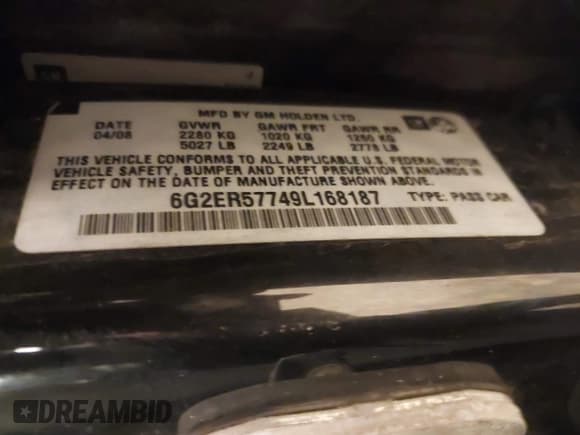 MFD BY GM HOLDEN LTD.
DATE GVWR GAWR FRT GAWR RR
04/08 2280 KG 1020 KG 1260 KG
5027 LB 2249 LB 2778 LB
THIS VEHICLE CONFORMS TO ALL APPLICABLE U.S. FEDERAL MOTOR
VEHICLE SAFETY, BUMPER AND THEFT PREVENTION STANDARDS IN
EFFECT ON THE DATE OF MANUFACTURE SHOWN ABOVE.
6G2ER57749L168187 TYPE: PASS CAR
DREAMBID